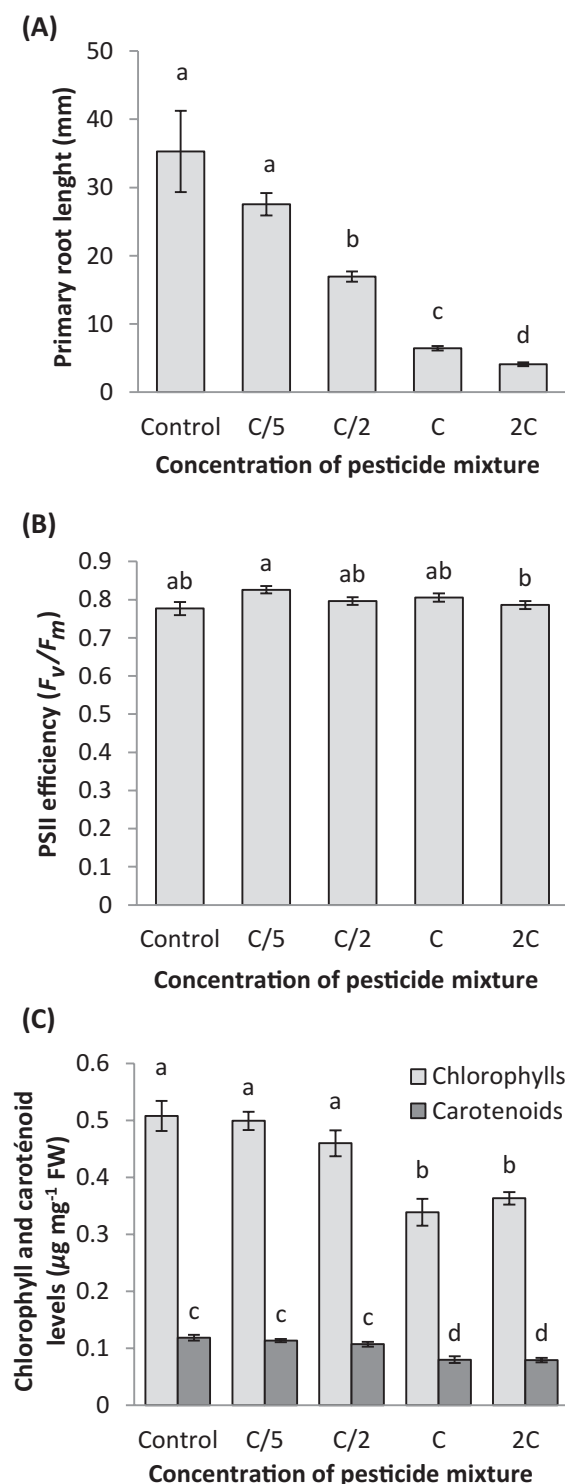 (A)
Primary root lenght (mm)
50
40
30
20
10
0
a
a
b
c
d
Control C/5 C/2 C 2C
Concentration of pesticide mixture
(B)
PSII efficiency (Fv/Fm)
0.9
0.8
0.7
0.6
0.5
0.4
0.3
0.2
0.1
0
ab a ab ab b
Control C/5 C/2 C 2C
Concentration of pesticide mixture
(C)
Chlorophyll and caroténoid
levels (µg mg⁻¹ FW)
0.6
0.5
0.4
0.3
0.2
0.1
0
Chlorophylls
Carotenoids
a a a b b
c c c d d
Control C/5 C/2 C 2C
Concentration of pesticide mixture